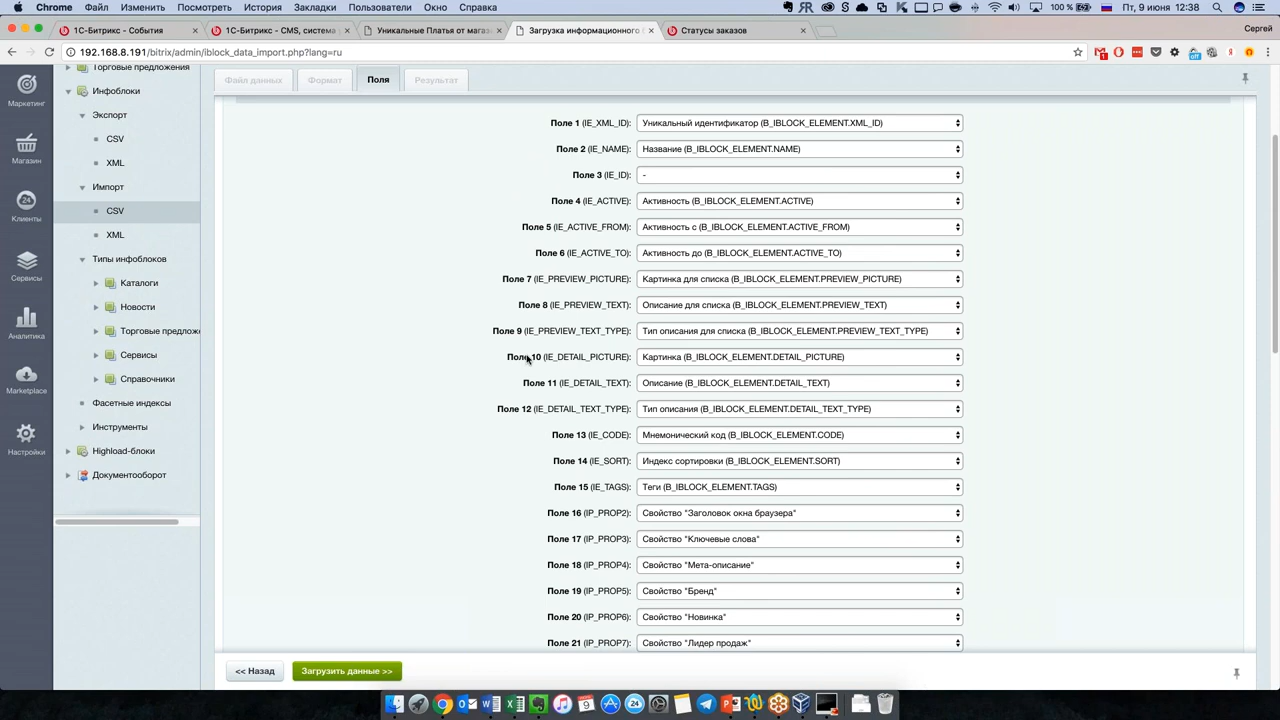 Chrome Файл Изменить Посмотреть История Закладки Пользователи Окно Справка 100 % Пт, 9 июня 12:38
1С-Битрикс - События 1С-Битрикс - CMS, система Уникальные Платья от мага Загрузка информационного Статусы заказов Сергей
192.168.8.191/bitrix/admin/iblock_data_import.php?lang=ru
Маркетинг
Магазин
24
Клиенты
Сервисы
Аналитика
Marketplace
Настройки
Торговые предложения
Инфоблоки
Экспорт
CSV
XML
Импорт
CSV
XML
Типы инфоблоков
Каталоги
Новости
Торговые предлож
Сервисы
Справочники
Фасетные индексы
Инструменты
Highload-блоки
Документооборот
Файл данных Формат Поля Результат
Поле 1 (IE_XML_ID): Уникальный идентификатор (B_IBLOCK_ELEMENT.XML_ID)
Поле 2 (IE_NAME): Название (B_IBLOCK_ELEMENT.NAME)
Поле 3 (IE_ID): -
Поле 4 (IE_ACTIVE): Активность (B_IBLOCK_ELEMENT.ACTIVE)
Поле 5 (IE_ACTIVE_FROM): Активность с (B_IBLOCK_ELEMENT.ACTIVE_FROM)
Поле 6 (IE_ACTIVE_TO): Активность до (B_IBLOCK_ELEMENT.ACTIVE_TO)
Поле 7 (IE_PREVIEW_PICTURE): Картинка для списка (B_IBLOCK_ELEMENT.PREVIEW_PICTURE)
Поле 8 (IE_PREVIEW_TEXT): Описание для списка (B_IBLOCK_ELEMENT.PREVIEW_TEXT)
Поле 9 (IE_PREVIEW_TEXT_TYPE): Тип описания для списка (B_IBLOCK_ELEMENT.PREVIEW_TEXT_TYPE)
Поле 10 (IE_DETAIL_PICTURE): Картинка (B_IBLOCK_ELEMENT.DETAIL_PICTURE)
Поле 11 (IE_DETAIL_TEXT): Описание (B_IBLOCK_ELEMENT.DETAIL_TEXT)
Поле 12 (IE_DETAIL_TEXT_TYPE): Тип описания (B_IBLOCK_ELEMENT.DETAIL_TEXT_TYPE)
Поле 13 (IE_CODE): Мнемонический код (B_IBLOCK_ELEMENT.CODE)
Поле 14 (IE_SORT): Индекс сортировки (B_IBLOCK_ELEMENT.SORT)
Поле 15 (IE_TAGS): Теги (B_IBLOCK_ELEMENT.TAGS)
Поле 16 (IP_PROP2): Свойство "Заголовок окна браузера"
Поле 17 (IP_PROP3): Свойство "Ключевые слова"
Поле 18 (IP_PROP4): Свойство "Мета-описание"
Поле 19 (IP_PROP5): Свойство "Бренд"
Поле 20 (IP_PROP6): Свойство "Новинка"
Поле 21 (IP_PROP7): Свойство "Лидер продаж"
<< Назад Загрузить данные >>